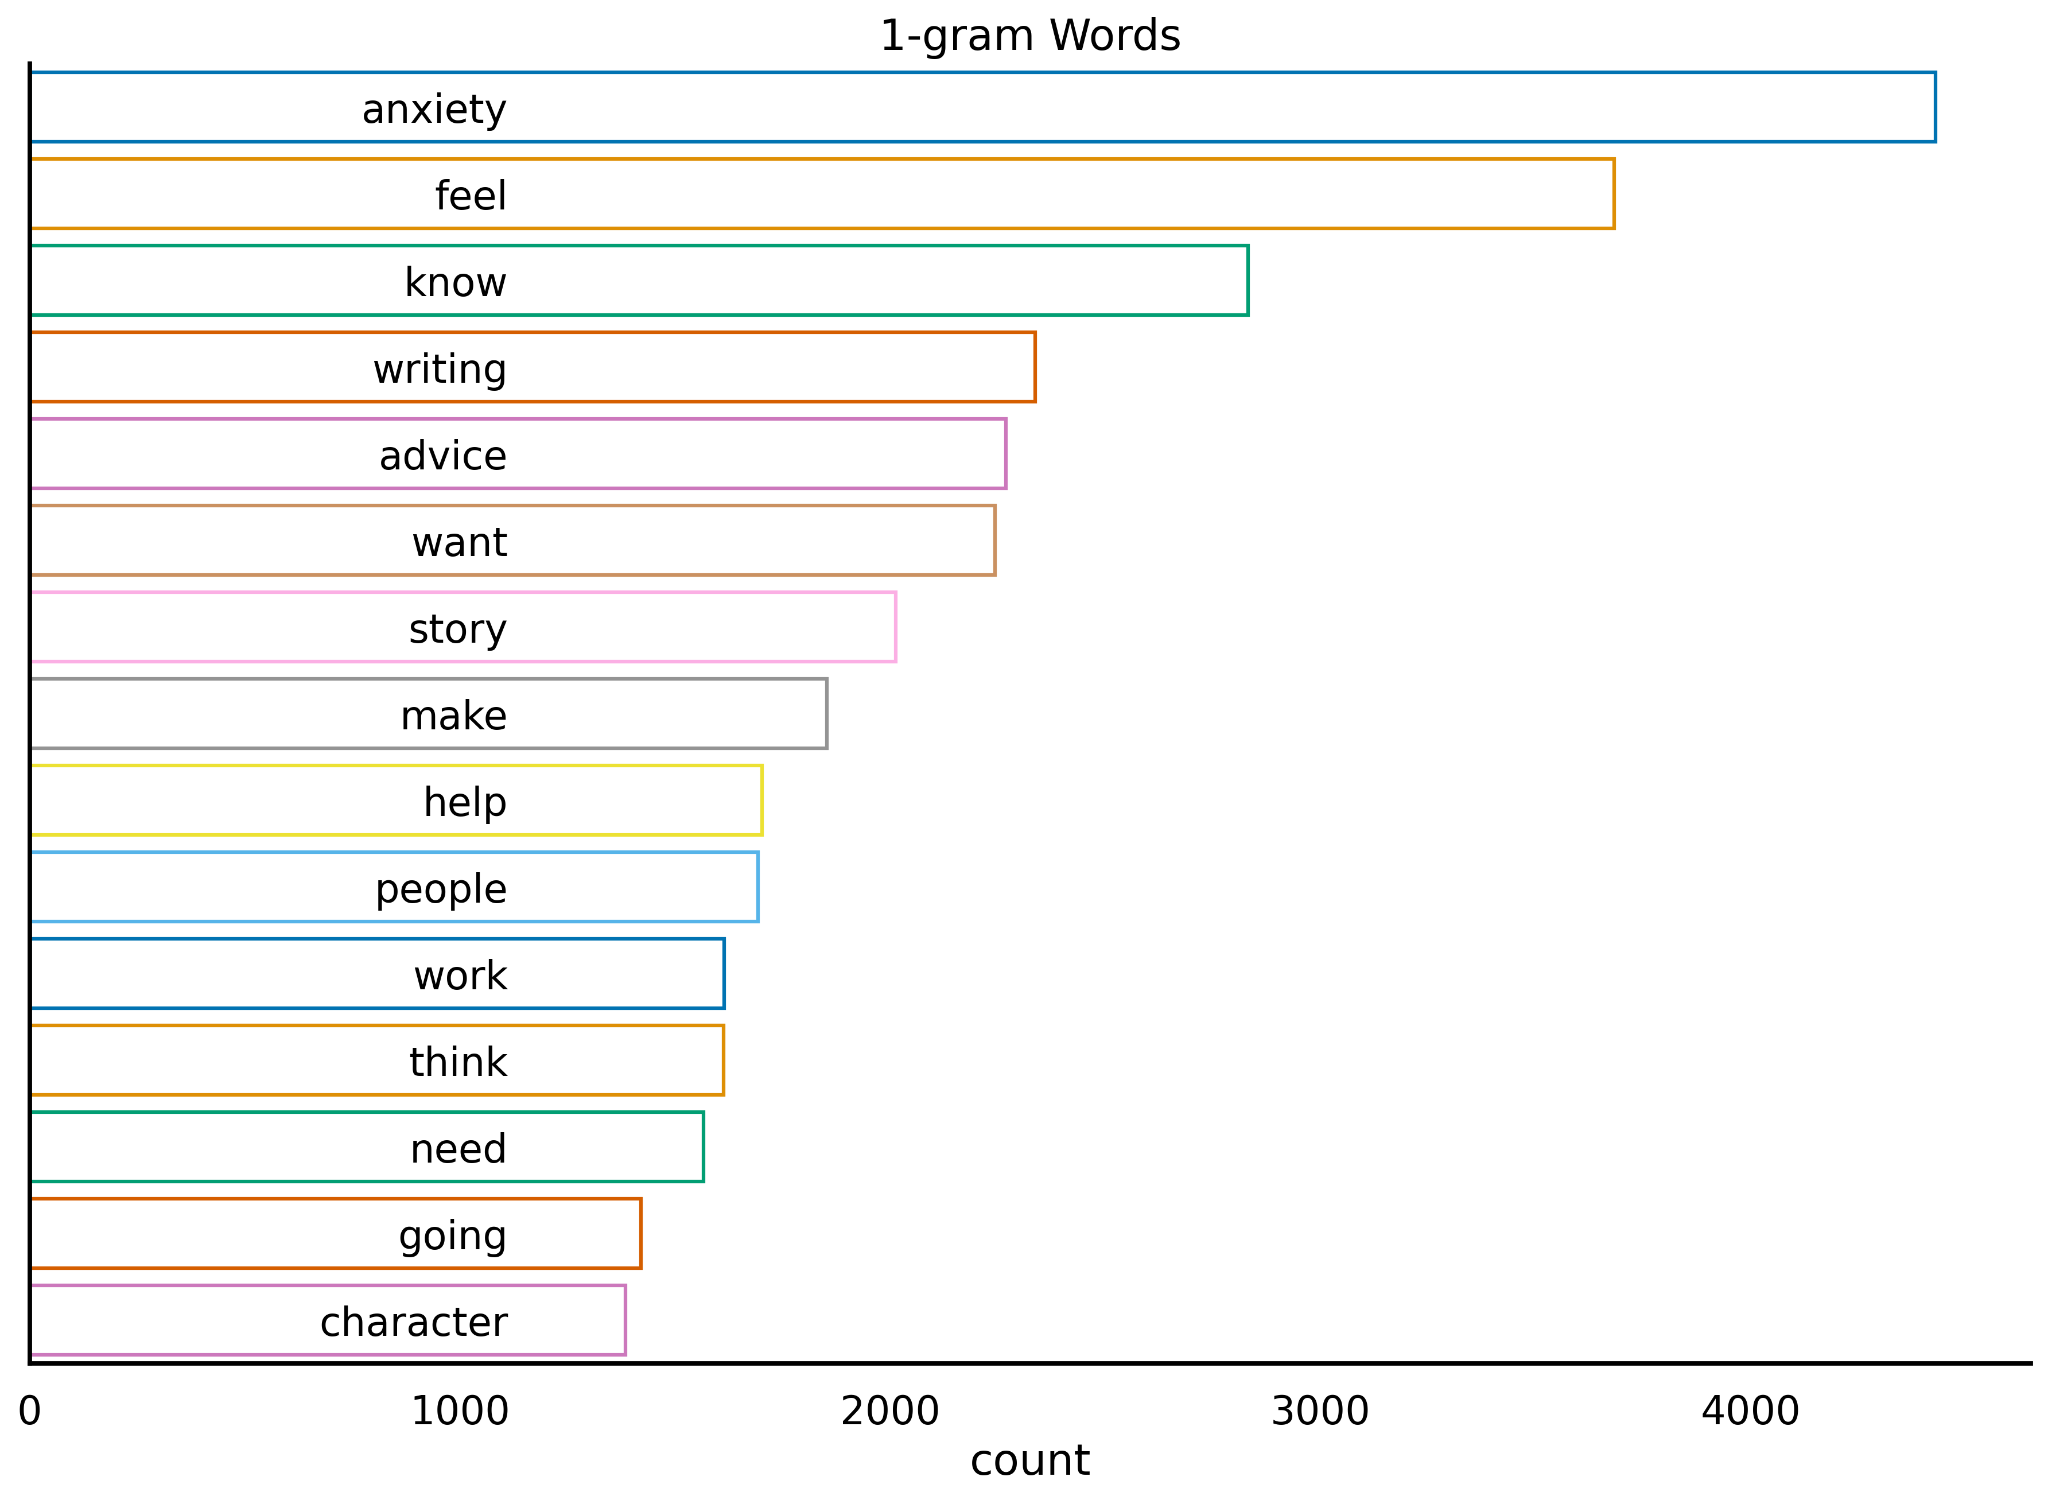 1-gram Words
anxiety
feel
know
writing
advice
want
story
make
help
people
work
think
need
going
character
0 1000 2000 3000 4000
count